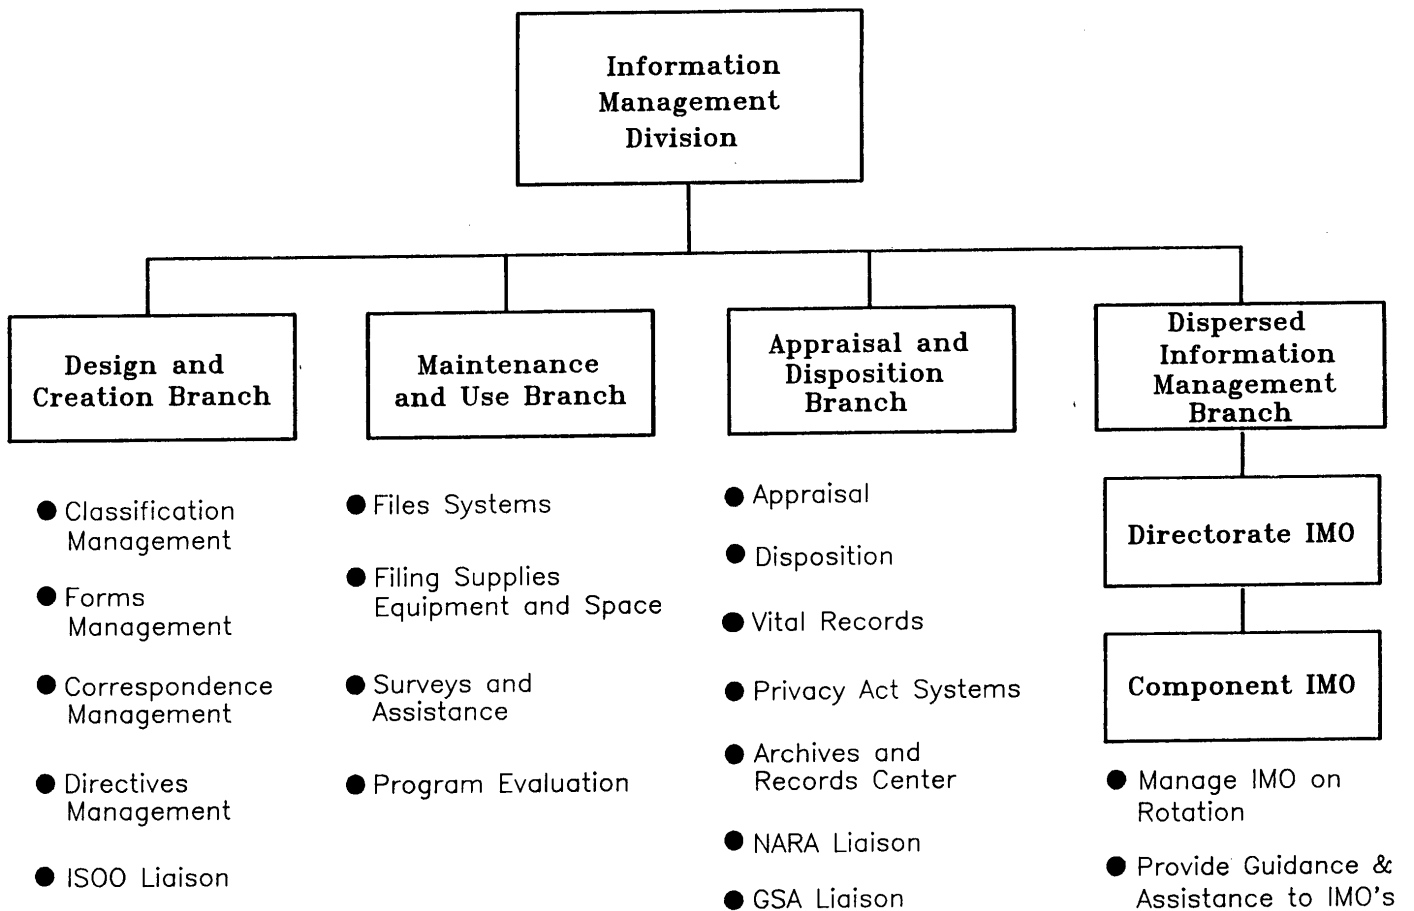 Information
Management
Division
Design and
Creation Branch
● Classification
Management
● Forms
Management
● Correspondence
Management
● Directives
Management
● ISOO Liaison
Maintenance
and Use Branch
● Files Systems
● Filing Supplies
Equipment and Space
● Surveys and
Assistance
● Program Evaluation
Appraisal and
Disposition
Branch
● Appraisal
● Disposition
● Vital Records
● Privacy Act Systems
● Archives and
Records Center
● NARA Liaison
● GSA Liaison
Dispersed
Information
Management
Branch
Directorate IMO
Component IMO
● Manage IMO on
Rotation
● Provide Guidance &
Assistance to IMO's